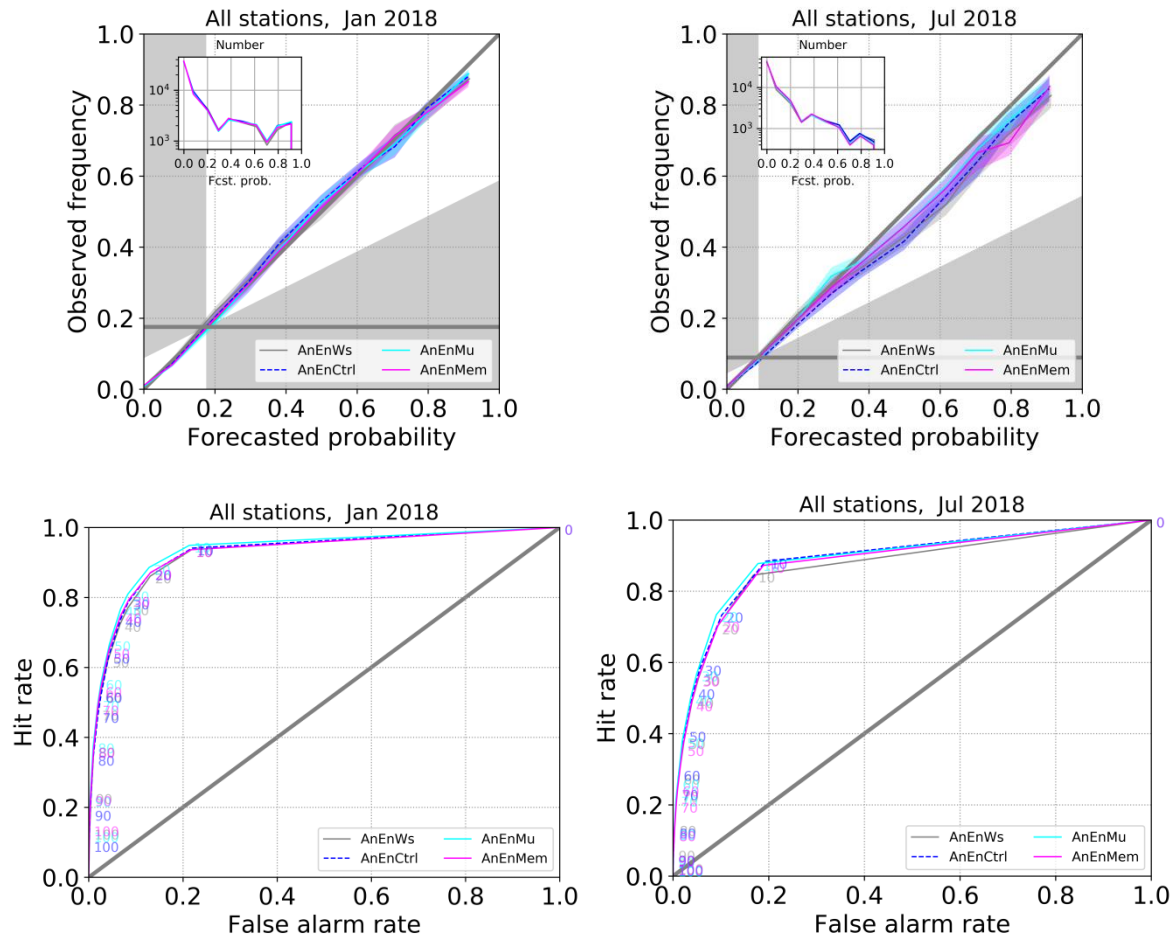 All stations,  Jan 2018
Number
10⁴
10³
0.0 0.2 0.4 0.6 0.8 1.0
Fcst. prob.
1.0
0.8
0.6
0.4
0.2
0.0
Observed frequency
AnEnWs AnEnMu
AnEnCtrl AnEnMem
0.0 0.2 0.4 0.6 0.8 1.0
Forecasted probability
All stations,  Jul 2018
Number
10⁴
10³
0.0 0.2 0.4 0.6 0.8 1.0
Fcst. prob.
1.0
0.8
0.6
0.4
0.2
0.0
Observed frequency
AnEnWs AnEnMu
AnEnCtrl AnEnMem
0.0 0.2 0.4 0.6 0.8 1.0
Forecasted probability
All stations,  Jan 2018
1.0
0.8
0.6
0.4
0.2
0.0
Hit rate
0
10
20
30
40
50
60
70
80
90
90
100
100
AnEnWs AnEnMu
AnEnCtrl AnEnMem
0.0 0.2 0.4 0.6 0.8 1.0
False alarm rate
All stations,  Jul 2018
1.0
0.8
0.6
0.4
0.2
0.0
Hit rate
0
10
20
20
30
30
40
40
50
50
60
70
70
80
90
100
AnEnWs AnEnMu
AnEnCtrl AnEnMem
0.0 0.2 0.4 0.6 0.8 1.0
False alarm rate